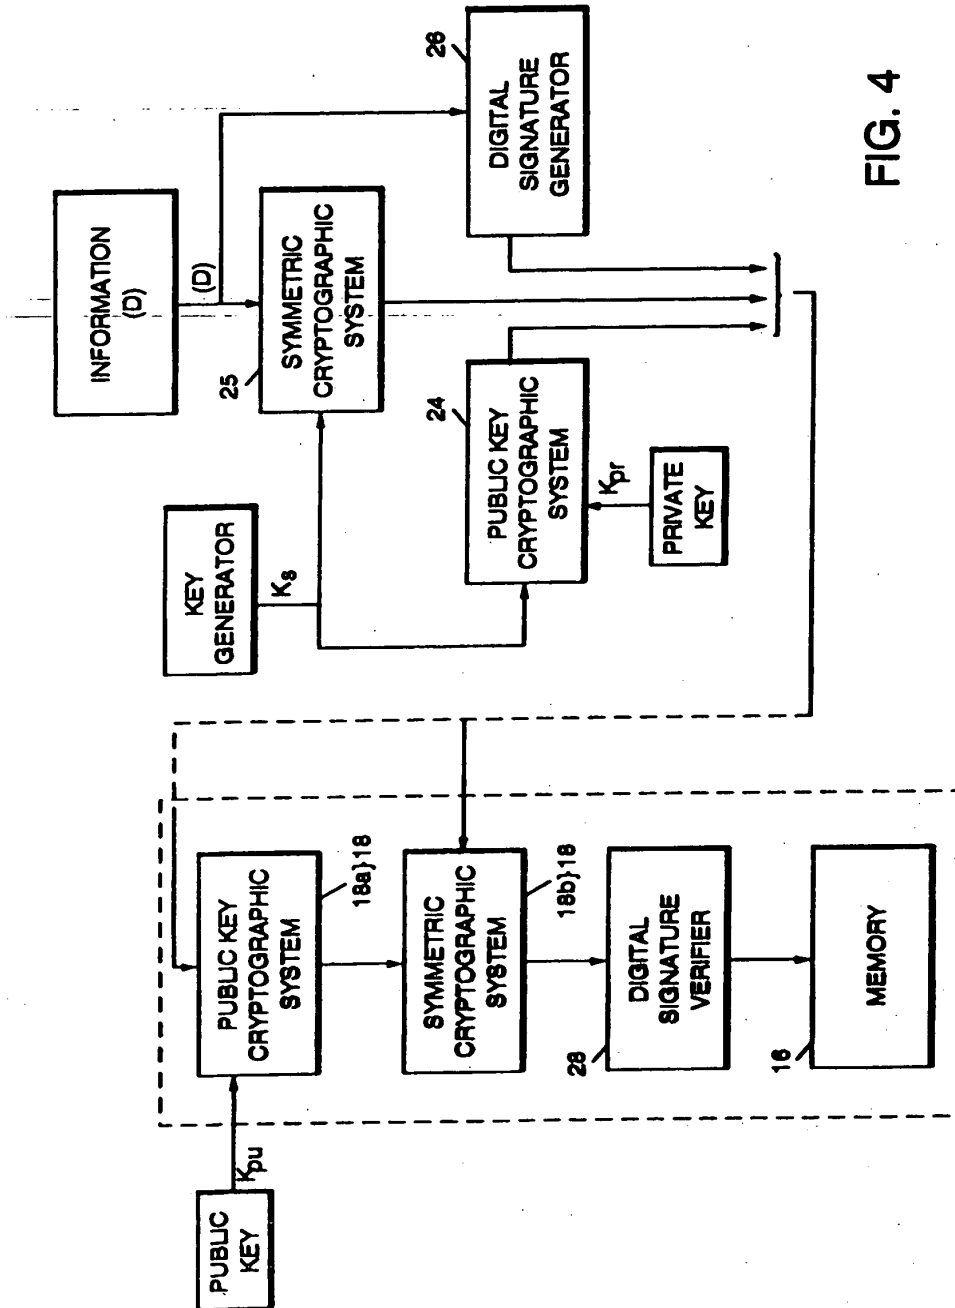 INFORMATION
(D)
(D)
KEY
GENERATOR
Ks
25
SYMMETRIC
CRYPTOGRAPHIC
SYSTEM
26
DIGITAL
SIGNATURE
GENERATOR
24
PUBLIC KEY
CRYPTOGRAPHIC
SYSTEM
Kpr
PRIVATE
KEY
PUBLIC
KEY
Kpu
PUBLIC KEY
CRYPTOGRAPHIC
SYSTEM
18a}18
SYMMETRIC
CRYPTOGRAPHIC
SYSTEM
18b}18
28
DIGITAL
SIGNATURE
VERIFIER
16
MEMORY
FIG. 4